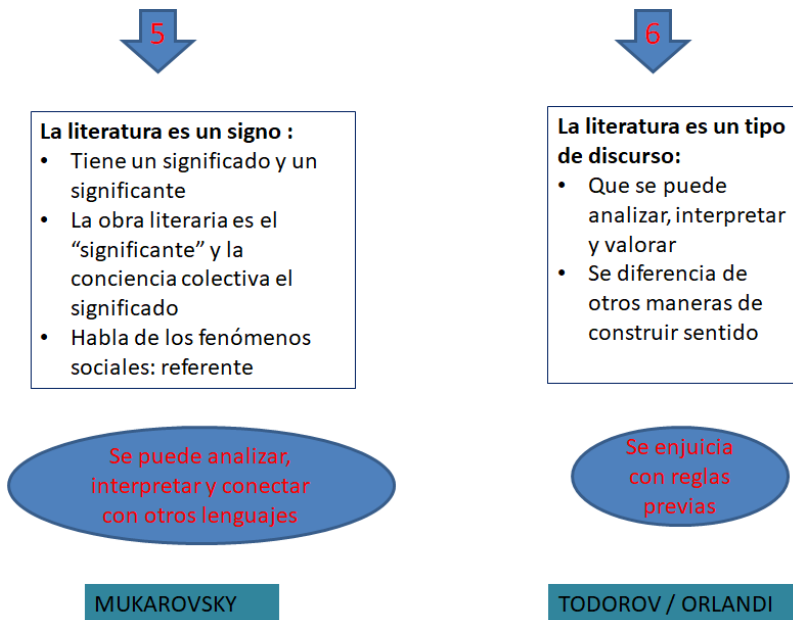 5
La literatura es un signo :
• Tiene un significado y un
significante
• La obra literaria es el
“significante” y la
conciencia colectiva el
significado
• Habla de los fenómenos
sociales: referente
Se puede analizar,
interpretar y conectar
con otros lenguajes
MUKAROVSKY
6
La literatura es un tipo
de discurso:
• Que se puede
analizar, interpretar
y valorar
• Se diferencia de
otros maneras de
construir sentido
Se enjuicia
con reglas
previas
TODOROV / ORLANDI